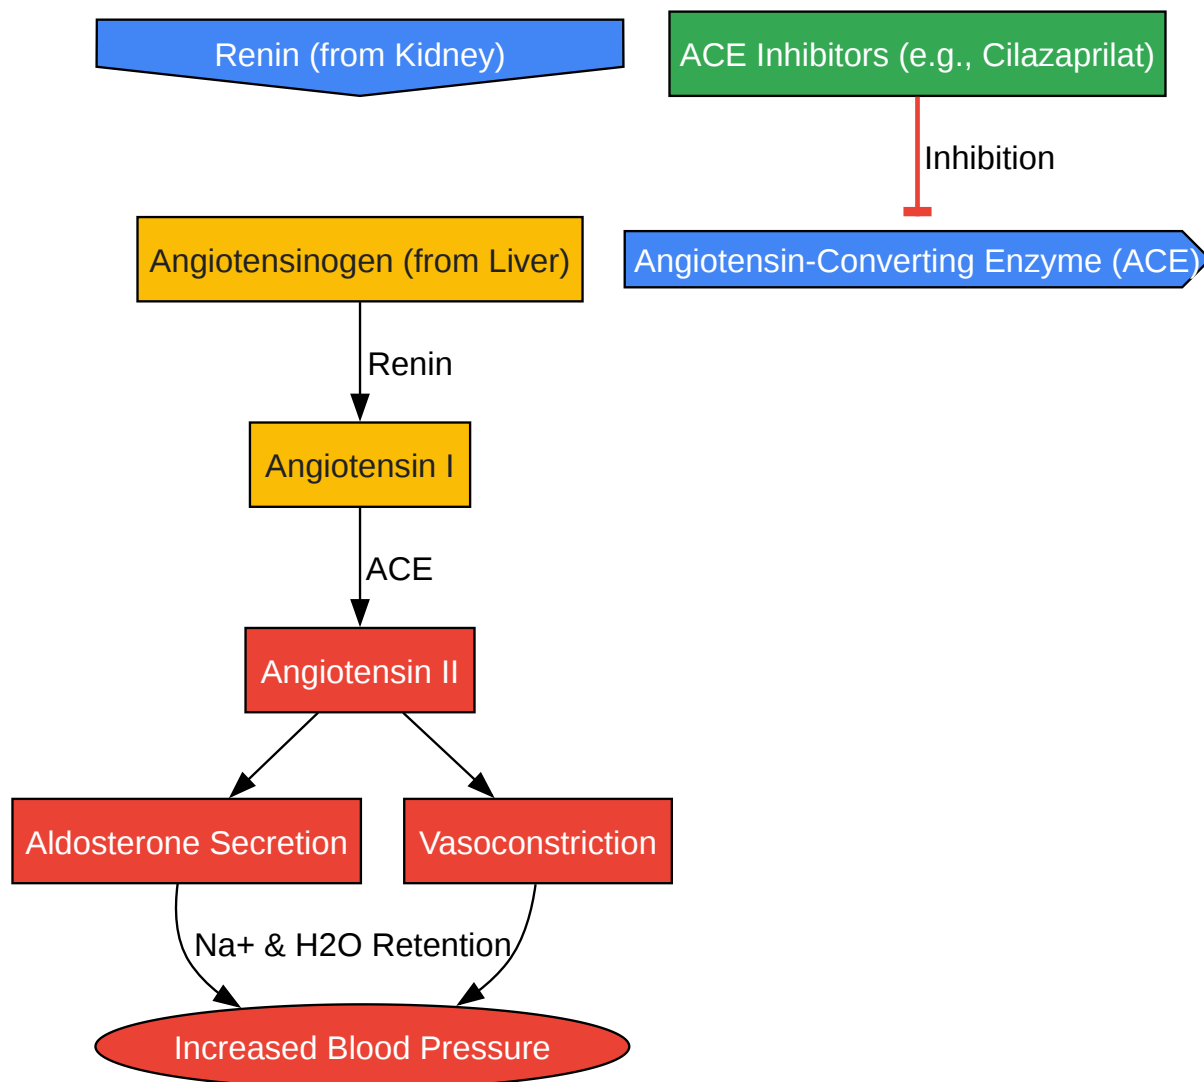 Renin (from Kidney)
ACE Inhibitors (e.g., Cilazaprilat)
Inhibition
Angiotensinogen (from Liver)
Angiotensin-Converting Enzyme (ACE)
Renin
Angiotensin I
ACE
Angiotensin II
Aldosterone Secretion
Vasoconstriction
Na+ & H2O Retention
Increased Blood Pressure